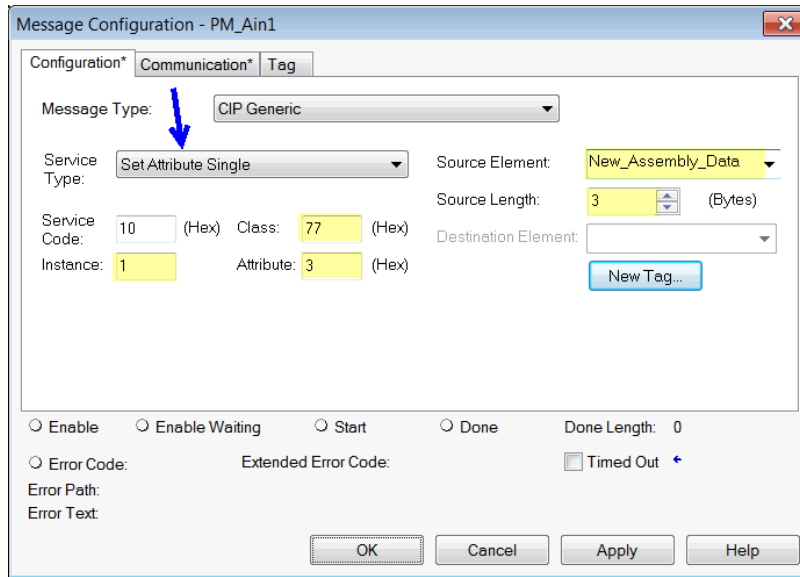 Message Configuration - PM_Ain1
Configuration* Communication* Tag
Message Type: CIP Generic
Service Type: Set Attribute Single
Source Element: New_Assembly_Data
Source Length: 3 (Bytes)
Service Code: 10 (Hex) Class: 77 (Hex)
Destination Element:
Instance: 1 Attribute: 3 (Hex)
New Tag...
Enable Enable Waiting Start Done Done Length: 0
Error Code: Extended Error Code: Timed Out
Error Path:
Error Text:
OK Cancel Apply Help